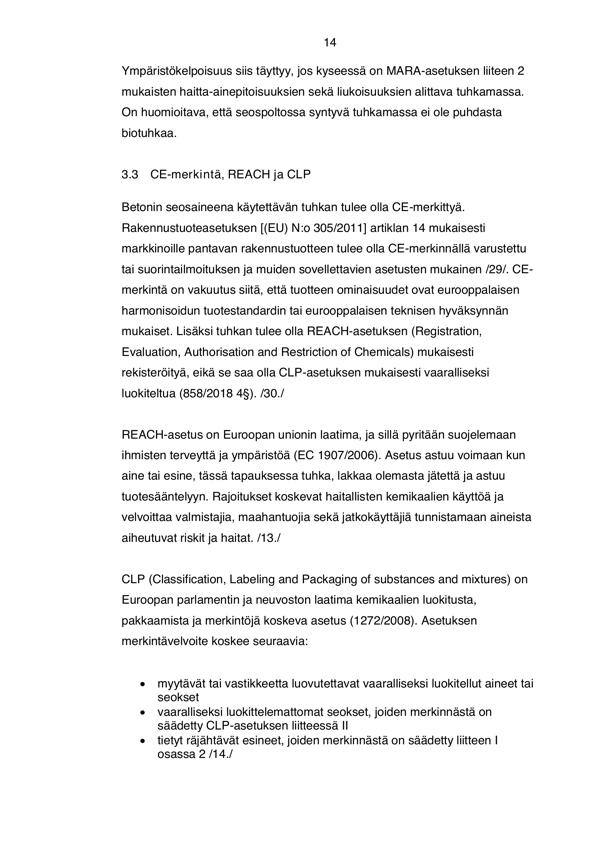 14
Ympäristökelpoisuus siis täyttyy, jos kyseessä on MARA-asetuksen liiteen 2
mukaisten haitta-ainepitoisuuksien sekä liukoisuuksien alittava tuhkamassa.
On huomioitava, että seospoltossa syntyvä tuhkamassa ei ole puhdasta
biotuhkaa.
3.3 CE-merkintä, REACH ja CLP
Betonin seosaineena käytettävän tuhkan tulee olla CE-merkittyä.
Rakennustuoteasetuksen [(EU) N:o 305/2011] artiklan 14 mukaisesti
markkinoille pantavan rakennustuotteen tulee olla CE-merkinnällä varustettu
tai suorintailmoituksen ja muiden sovellettavien asetusten mukainen /29/. CE-
merkintä on vakuutus siitä, että tuotteen ominaisuudet ovat eurooppalaisen
harmonisoidun tuotestandardin tai eurooppalaisen teknisen hyväksynnän
mukaiset. Lisäksi tuhkan tulee olla REACH-asetuksen (Registration,
Evaluation, Authorisation and Restriction of Chemicals) mukaisesti
rekisteröityä, eikä se saa olla CLP-asetuksen mukaisesti vaaralliseksi
luokiteltua (858/2018 4§). /30./
REACH-asetus on Euroopan unionin laatima, ja sillä pyritään suojelemaan
ihmisten terveyttä ja ympäristöä (EC 1907/2006). Asetus astuu voimaan kun
aine tai esine, tässä tapauksessa tuhka, lakkaa olemasta jätettä ja astuu
tuotesääntelyyn. Rajoitukset koskevat haitallisten kemikaalien käyttöä ja
velvoittaa valmistajia, maahantuojia sekä jatkokäyttäjiä tunnistamaan aineista
aiheutuvat riskit ja haitat. /13./
CLP (Classification, Labeling and Packaging of substances and mixtures) on
Euroopan parlamentin ja neuvoston laatima kemikaalien luokitusta,
pakkaamista ja merkintöjä koskeva asetus (1272/2008). Asetuksen
merkintävelvoite koskee seuraavia:
• myytävät tai vastikkeetta luovutettavat vaaralliseksi luokitellut aineet tai
seokset
• vaaralliseksi luokittelemattomat seokset, joiden merkinnästä on
säädetty CLP-asetuksen liitteessä II
• tietyt räjähtävät esineet, joiden merkinnästä on säädetty liitteen I
osassa 2 /14./